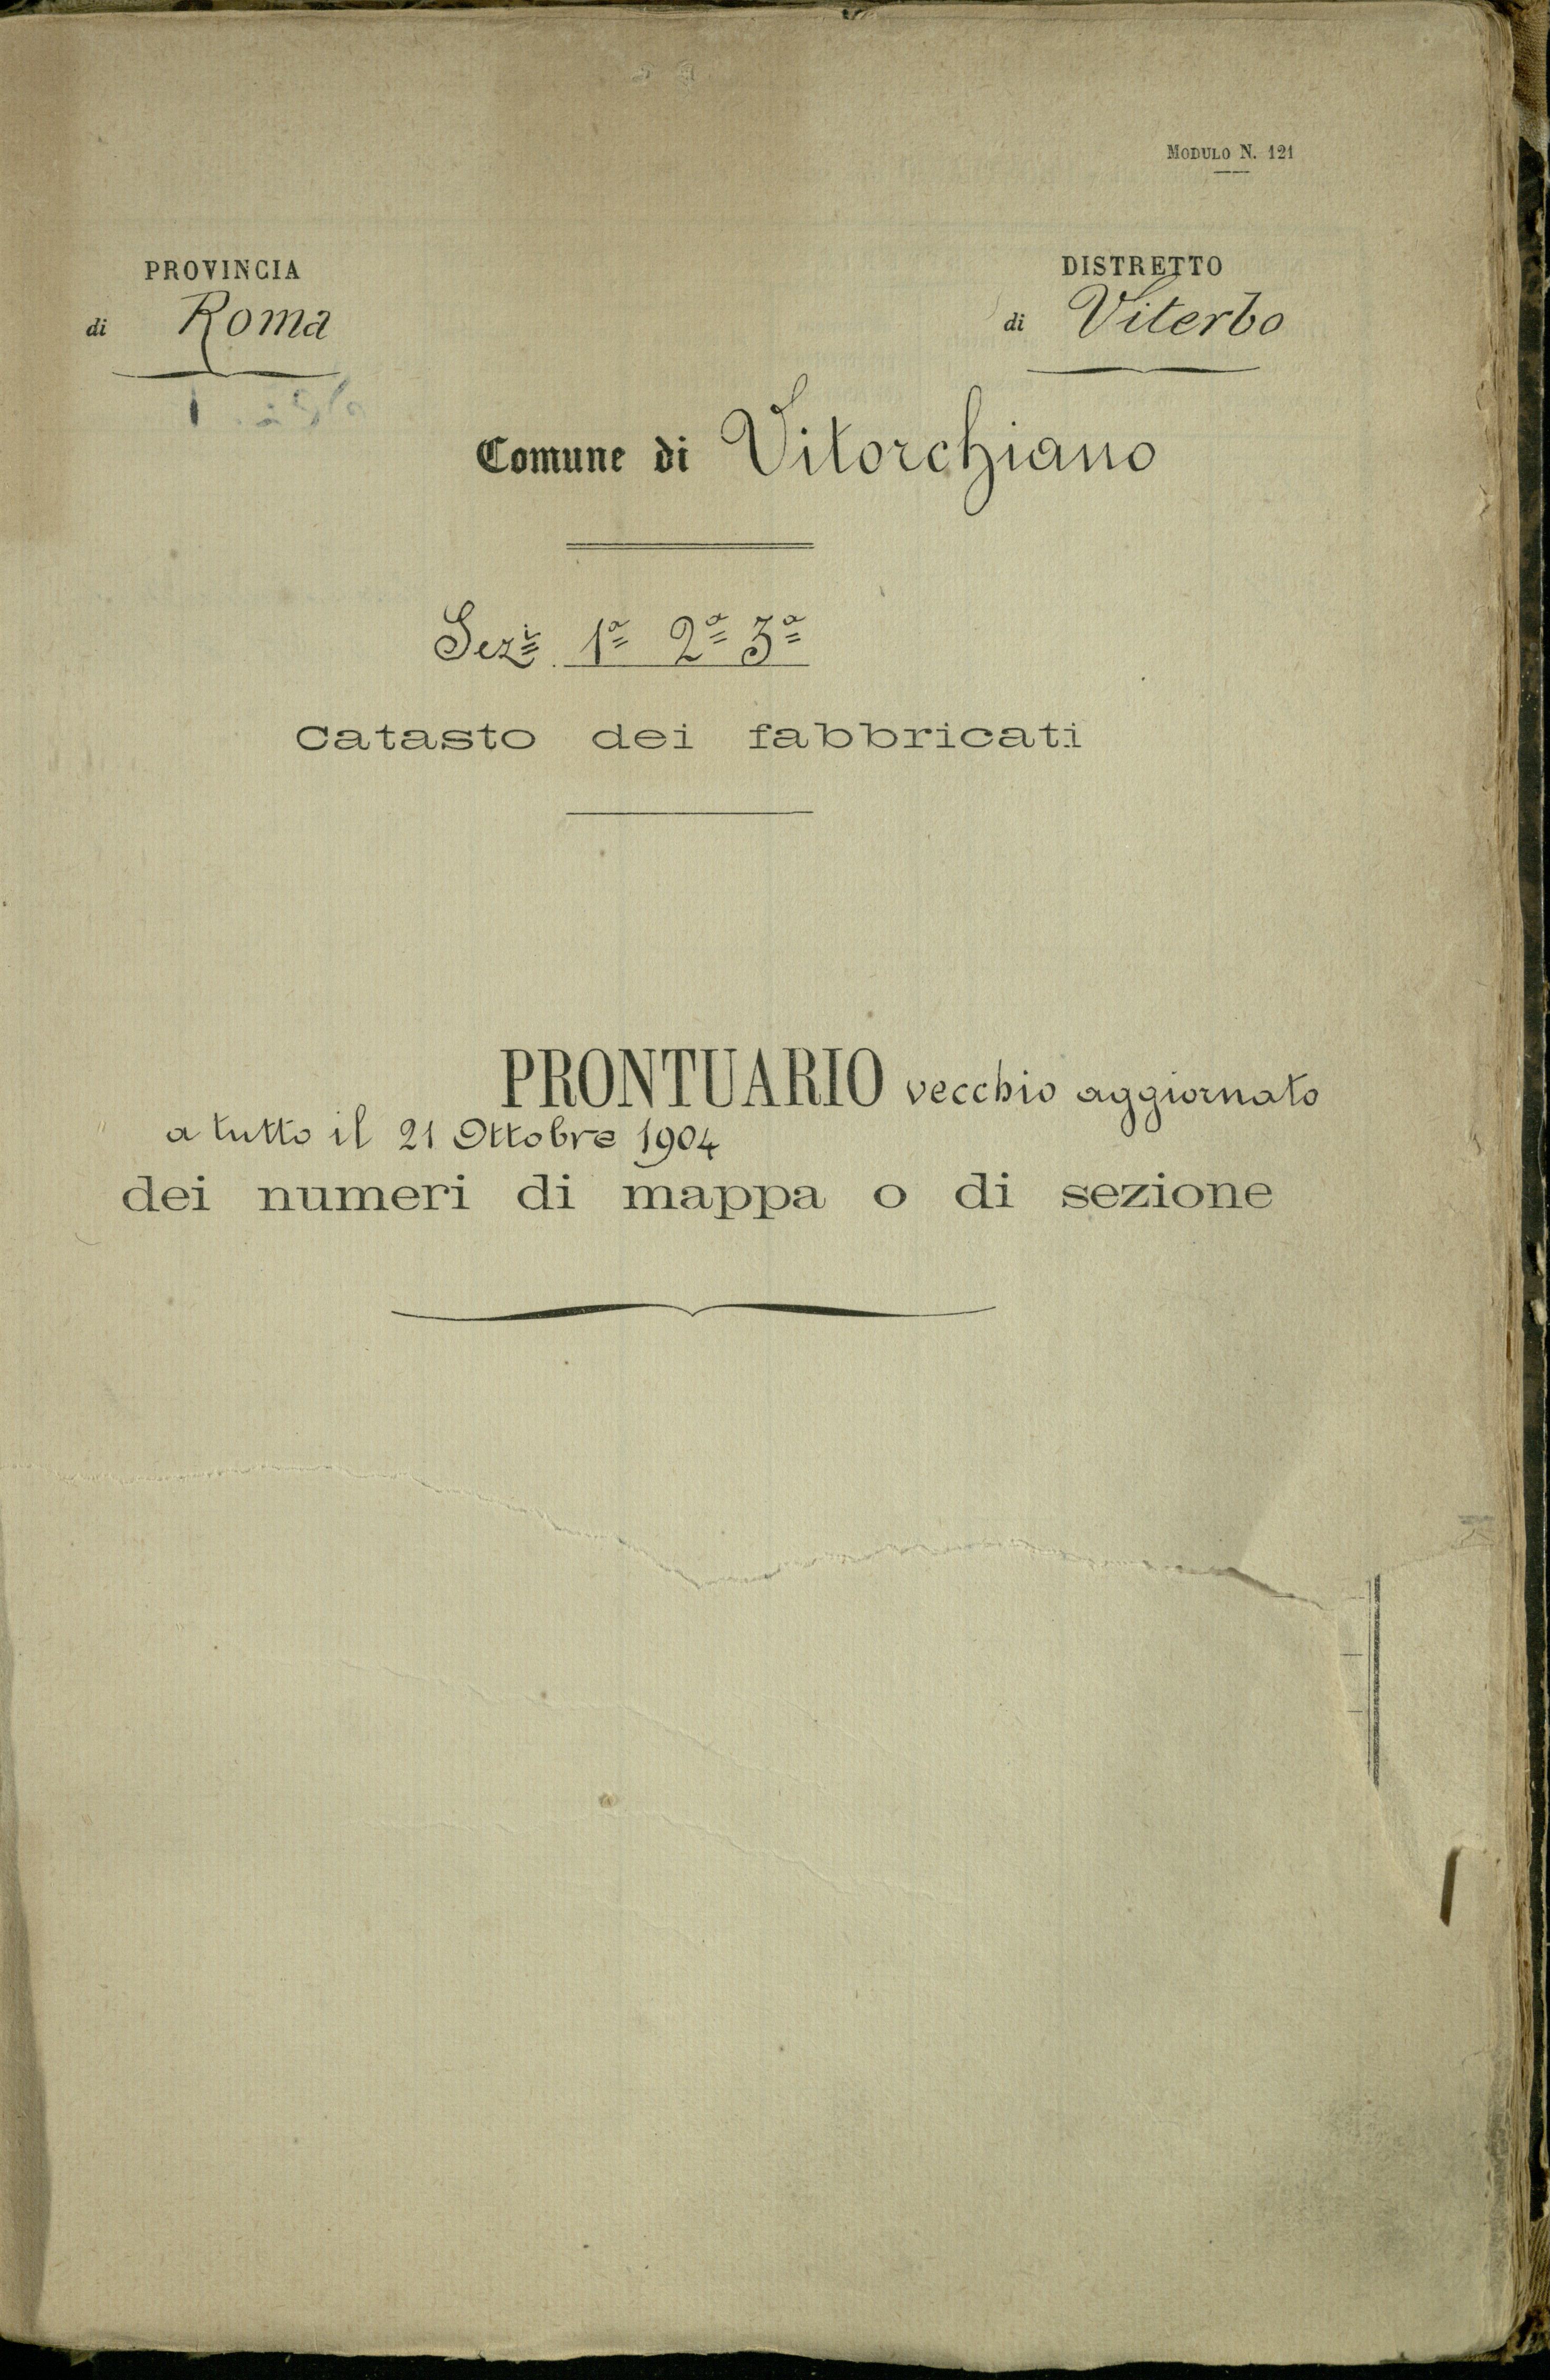 MODULO N. 121
PROVINCIA
di Roma
DISTRETTO
di Viterbo
Comune di Vitorchiano
Sez.i 1a 2a 3a
Catasto dei fabbricati
PRONTUARIO vecchio aggiornato
a tutto il 21 Ottobre 1904
dei numeri di mappa o di sezione